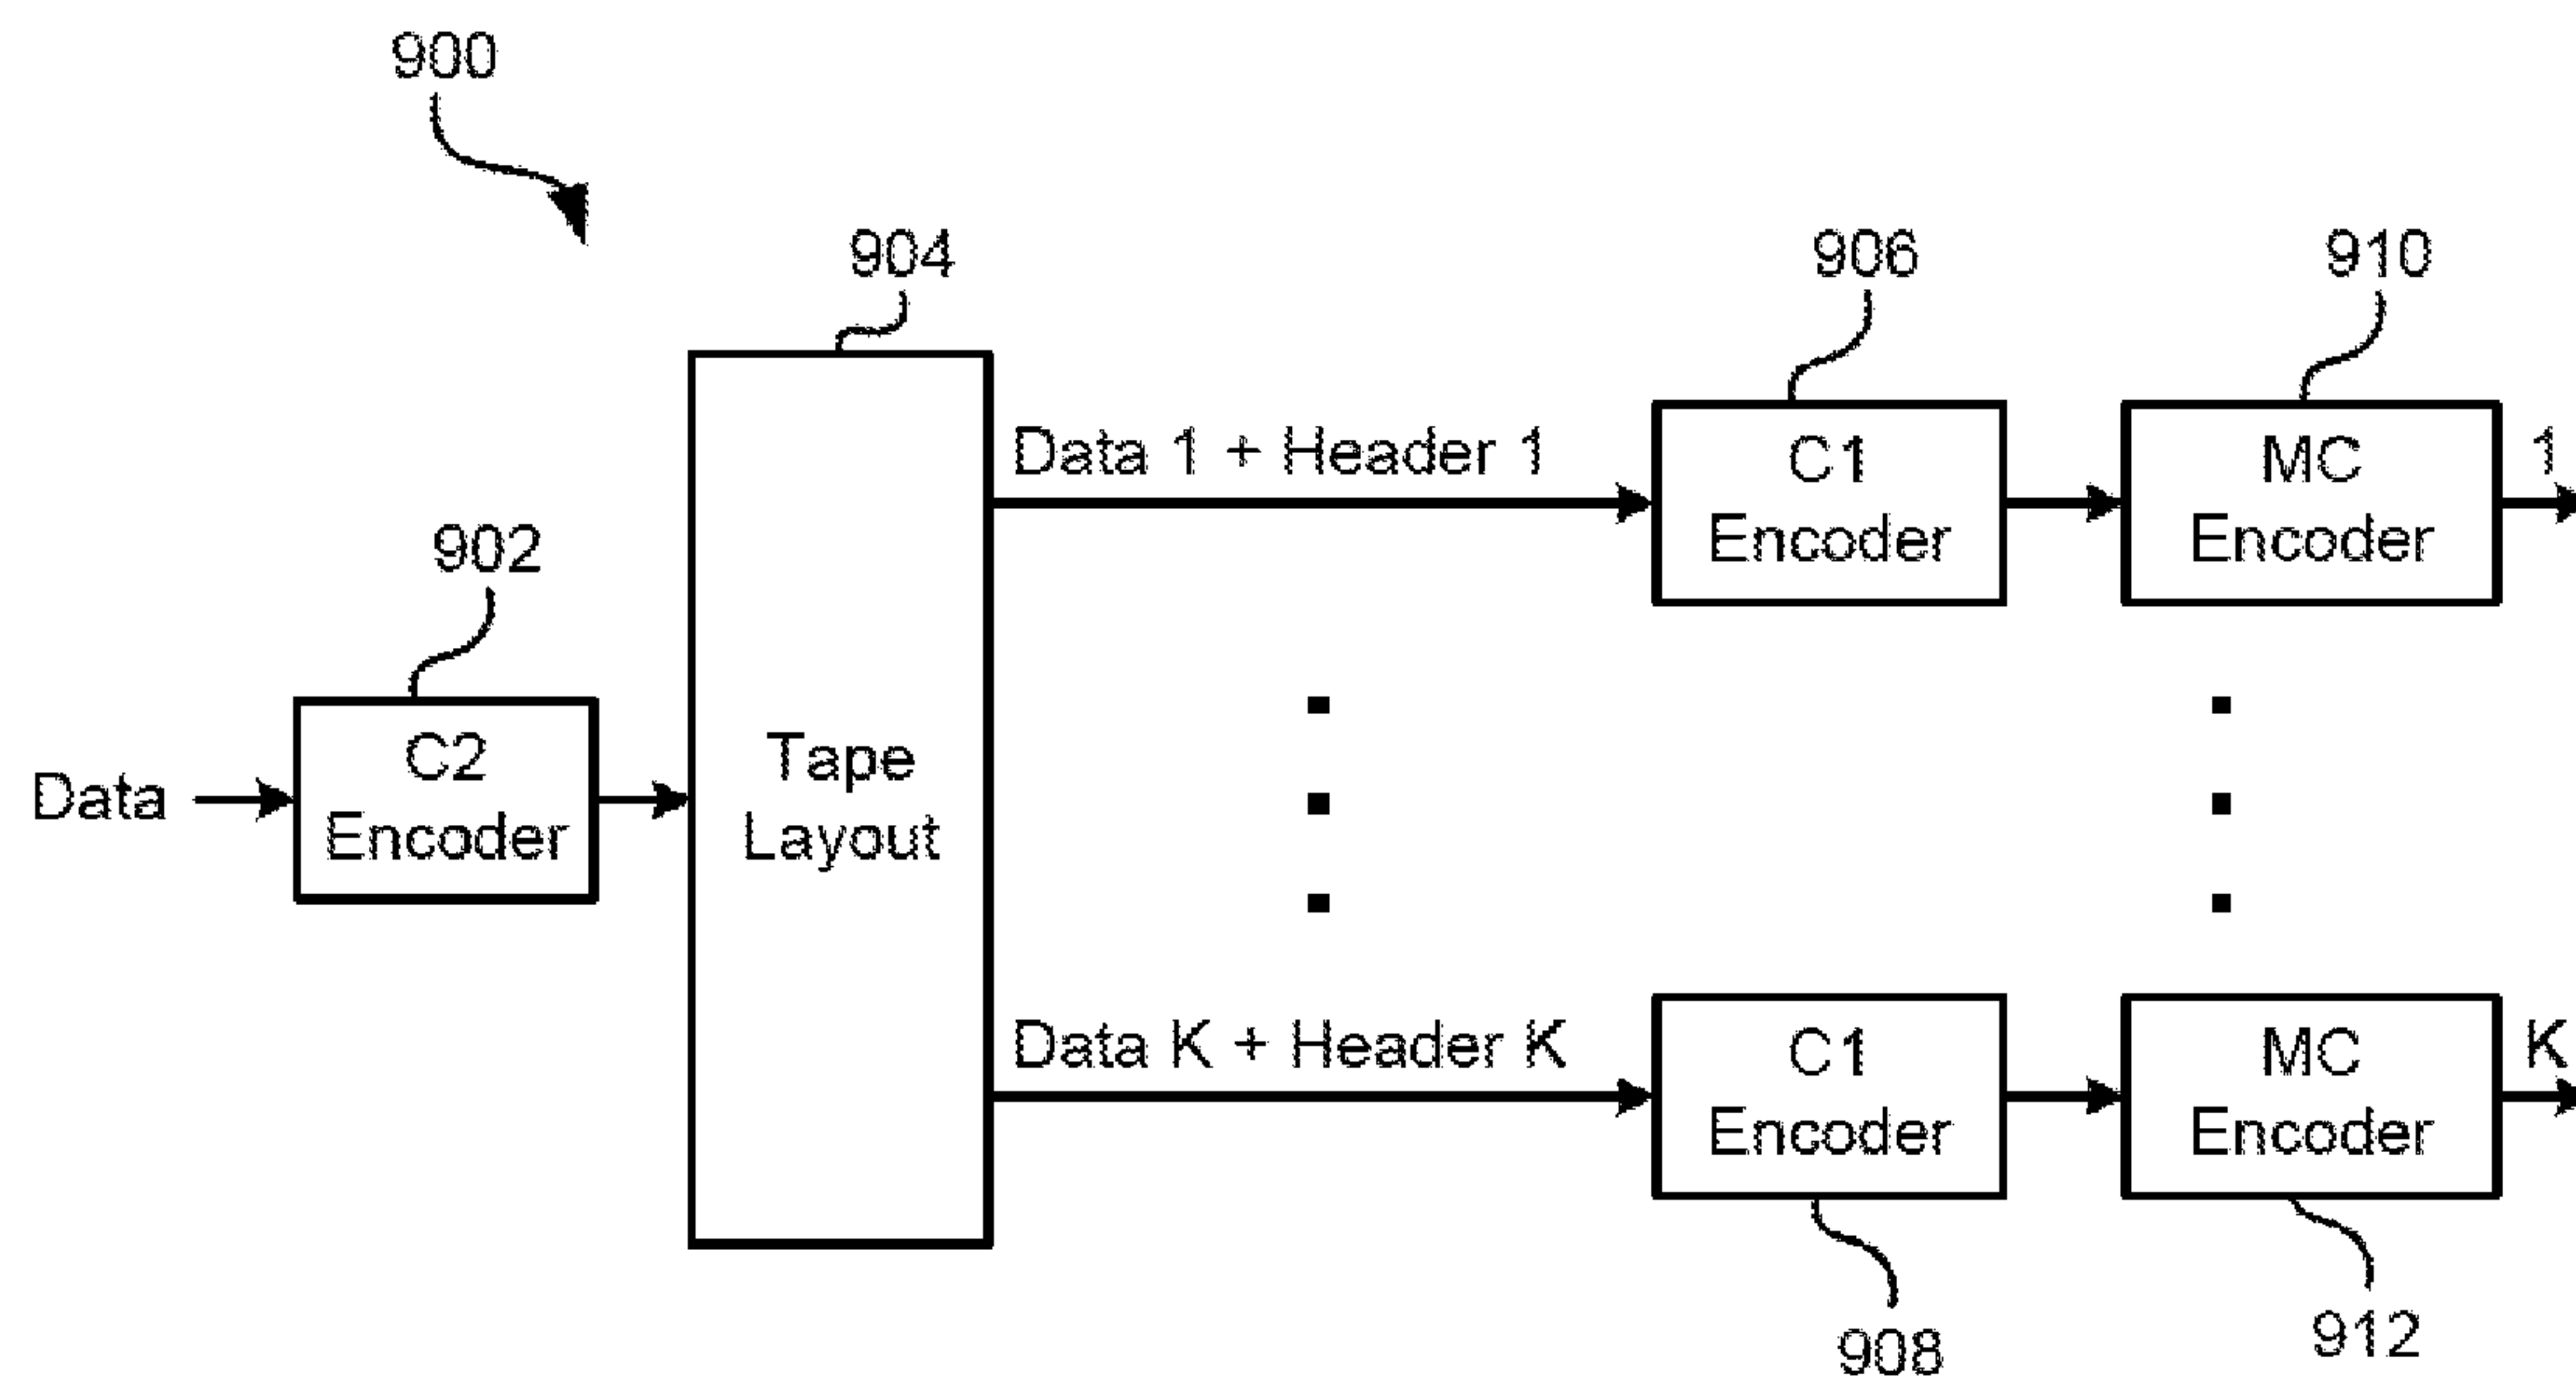 900
904
906
910
Data 1 + Header 1
C1
Encoder
MC
Encoder
1
902
Data
C2
Encoder
Tape
Layout
Data K + Header K
C1
Encoder
MC
Encoder
K
908
912